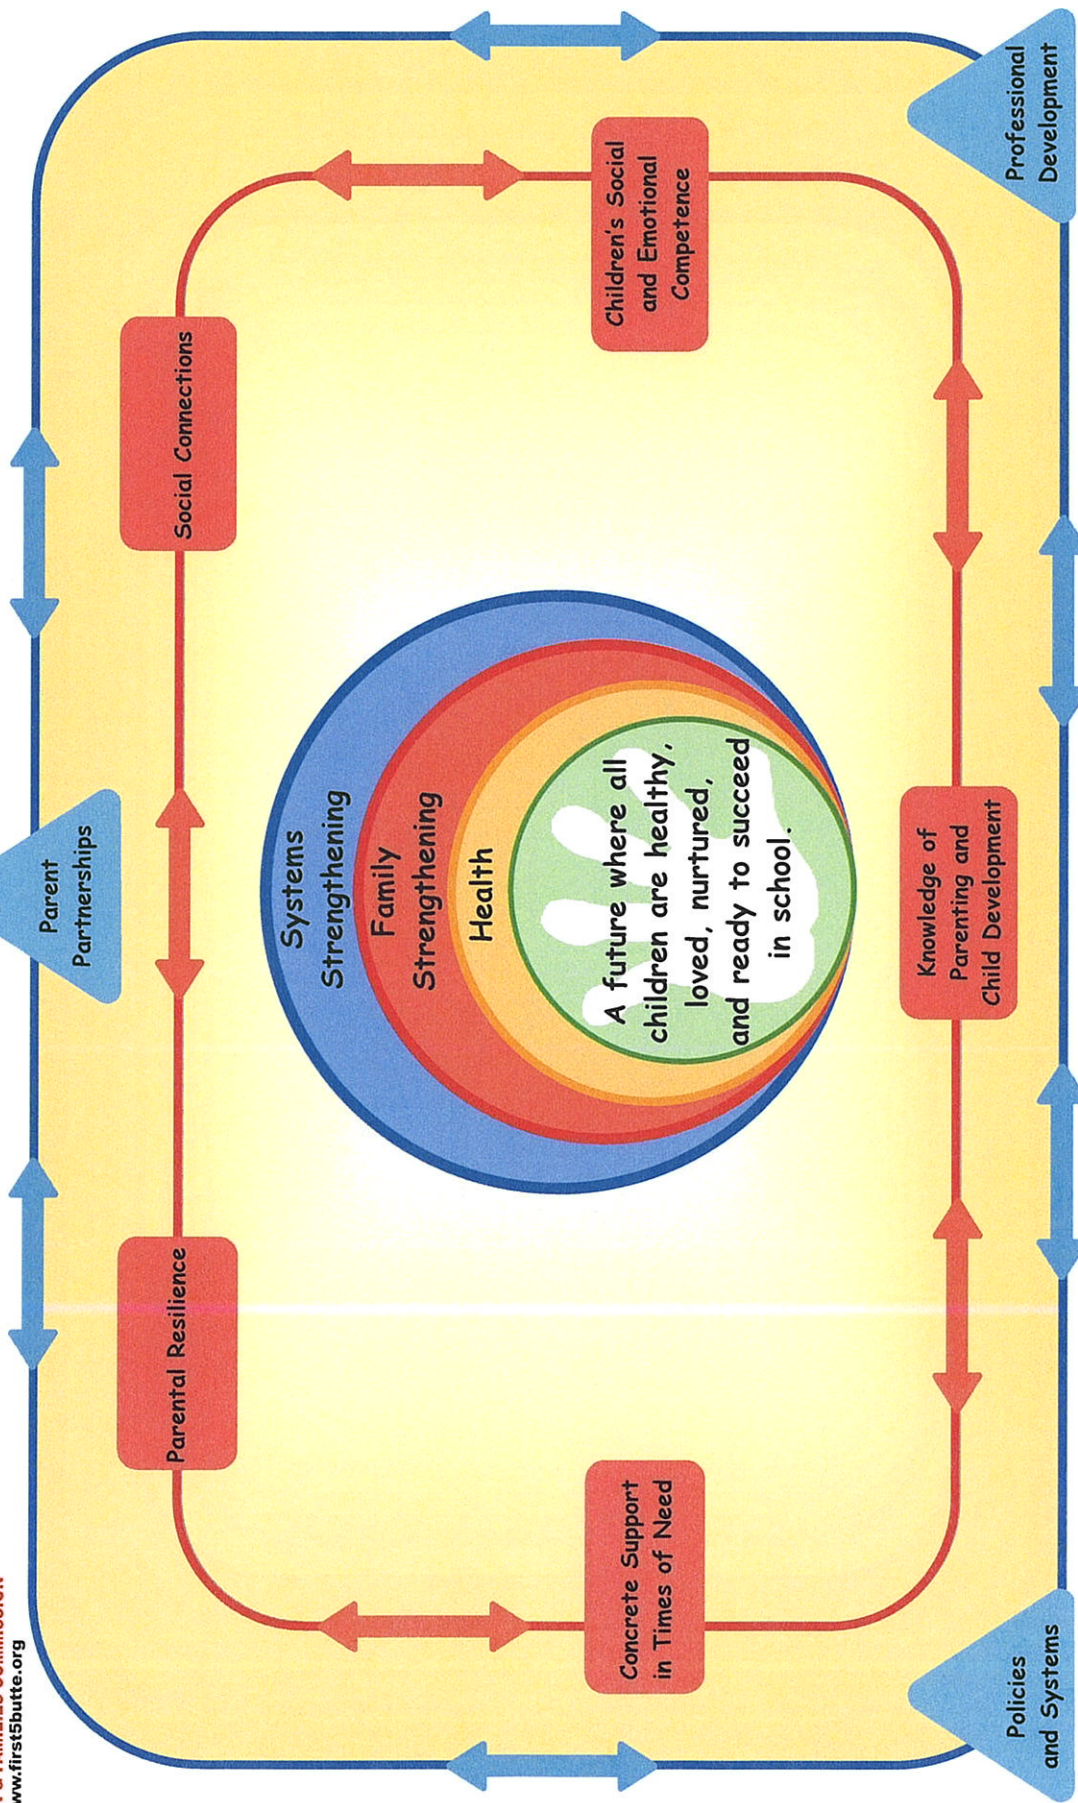 www.first5butte.org
Parent
Partnerships
Parental Resilience
Social Connections
Systems
Strengthening
Family
Strengthening
Health
A future where all
children are healthy,
loved, nurtured,
and ready to succeed
in school.
Concrete Support
in Times of Need
Children's Social
and Emotional
Competence
Knowledge of
Parenting and
Child Development
Policies
and Systems
Professional
Development